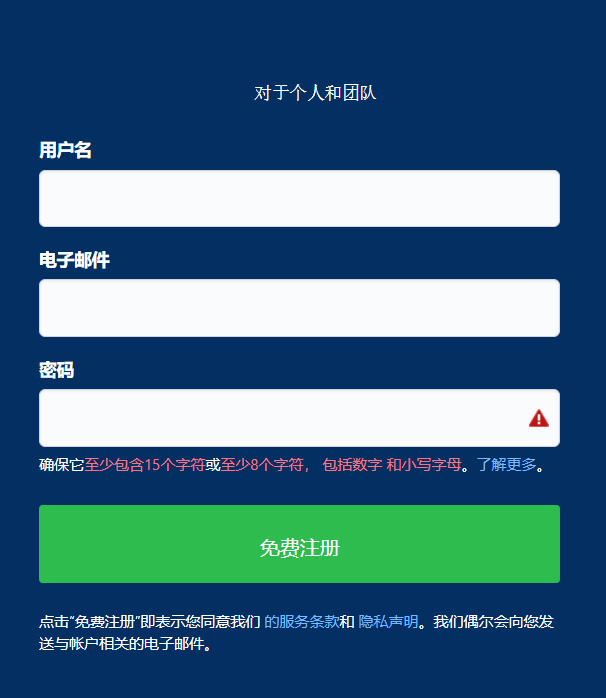 对于个人和团队
用户名
电子邮件
密码
确保它至少包含15个字符或至少8个字符， 包括数字 和小写字母。了解更多。
免费注册
点击“免费注册”即表示您同意我们 的服务条款和 隐私声明。我们偶尔会向您发
送与帐户相关的电子邮件。